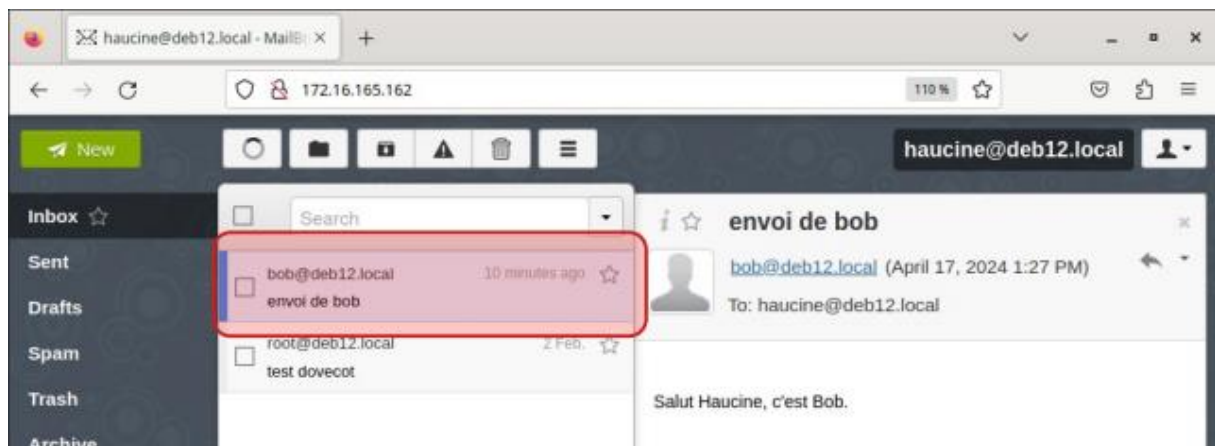 haucine@deb12.local - MailB
172.16.165.162
110 %
New
haucine@deb12.local
Inbox
Sent
Drafts
Spam
Trash
Archive
Search
bob@deb12.local 10 minutes ago
envoi de bob
root@deb12.local 2 Feb.
test dovecot
envoi de bob
bob@deb12.local (April 17, 2024 1:27 PM)
To: haucine@deb12.local
Salut Haucine, c'est Bob.